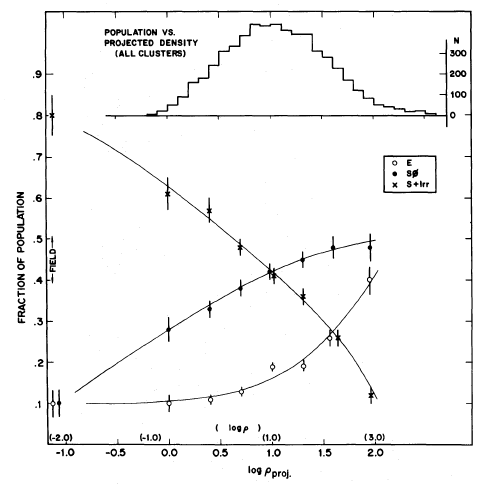 POPULATION VS.
PROJECTED DENSITY
(ALL CLUSTERS)
N
300
200
100
0
.9
.8
.7
.6
.5
.4
.3
.2
.1
E
SØ
S+Irr
FRACTION OF POPULATION
FIELD
(-2.0) (-1.0) ( log ρ ) (1.0) (3.0)
-1.0 -0.5 0.0 0.5 1.0 1.5 2.0
log ρproj.